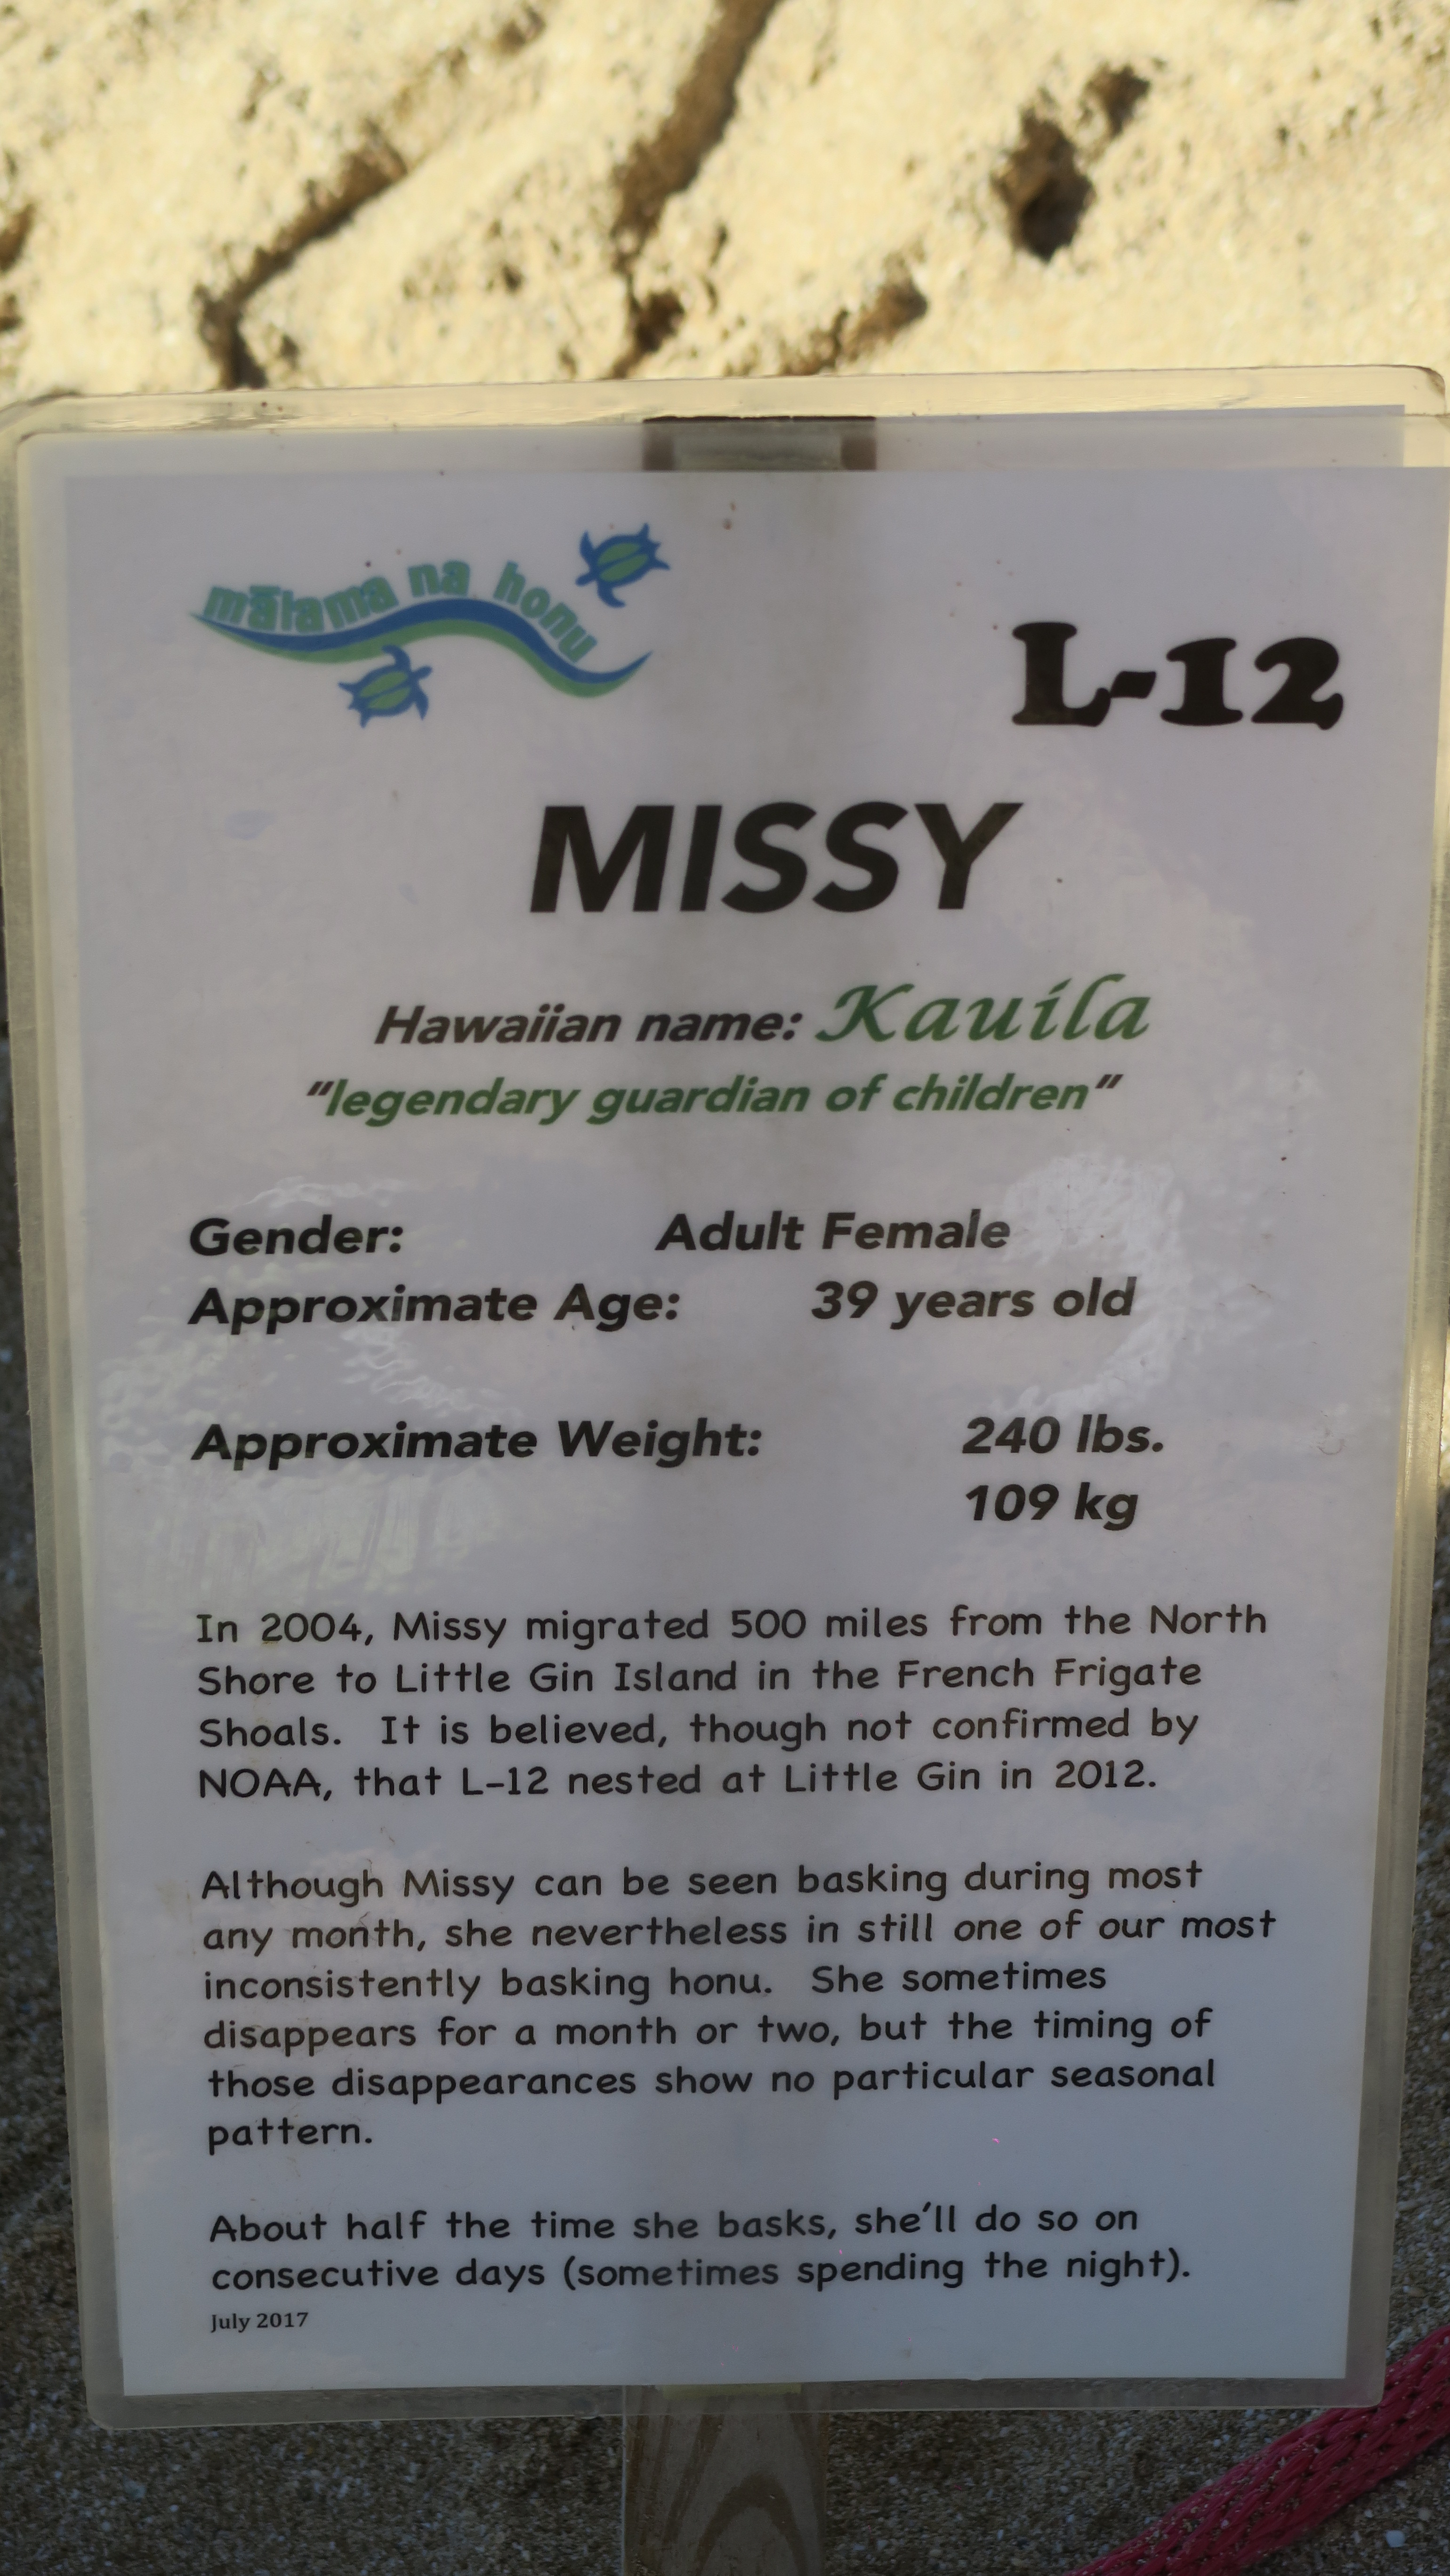 mālama na honu
L-12
MISSY
Hawaiian name: Kauila
“legendary guardian of children”
Gender: Adult Female
Approximate Age: 39 years old
Approximate Weight: 240 lbs.
109 kg
In 2004, Missy migrated 500 miles from the North
Shore to Little Gin Island in the French Frigate
Shoals. It is believed, though not confirmed by
NOAA, that L-12 nested at Little Gin in 2012.
Although Missy can be seen basking during most
any month, she nevertheless in still one of our most
inconsistently basking honu. She sometimes
disappears for a month or two, but the timing of
those disappearances show no particular seasonal
pattern.
About half the time she basks, she’ll do so on
consecutive days (sometimes spending the night).
July 2017